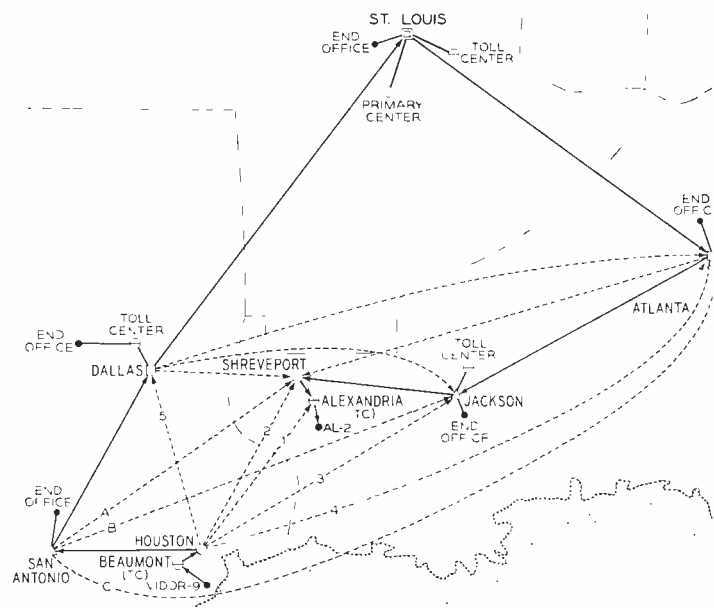 ST. LOUIS
END
OFFICE
TOLL
CENTER
PRIMARY
CENTER
END
OFFICE
ATLANTA
TOLL
CENTER
END
OFFICE
DALLAS
SHREVEPORT
TOLL
CENTER
ALEXANDRIA
(TC)
JACKSON
AL-2
END
OFFICE
5
2
1
3
4
A
B
C
END
OFFICE
HOUSTON
SAN
ANTONIO
BEAUMONT
(TC)
VIDOR-9